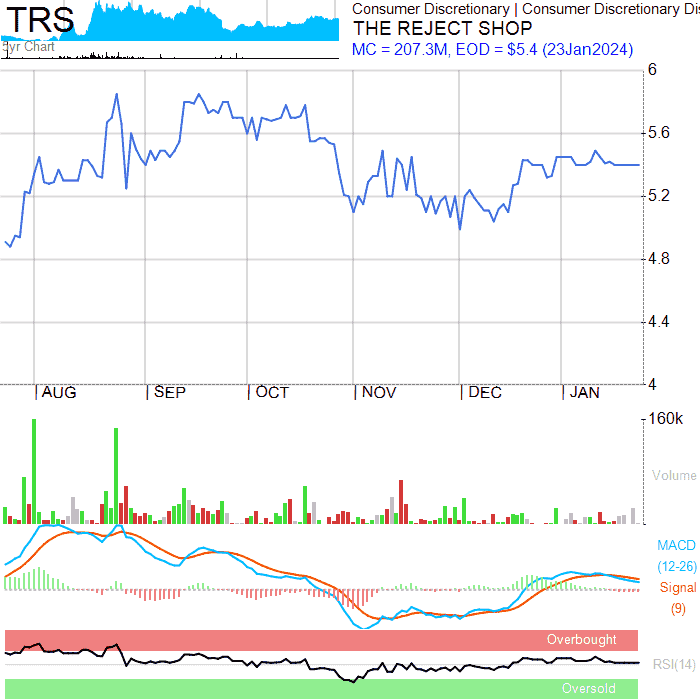 TRS
5yr Chart
Consumer Discretionary | Consumer Discretionary Dis
THE REJECT SHOP
MC = 207.3M, EOD = $5.4 (23Jan2024)
6
5.6
5.2
4.8
4.4
4
AUG
SEP
OCT
NOV
DEC
JAN
160k
Volume
MACD
(12-26)
Signal
(9)
Overbought
RSI(14)
Oversold